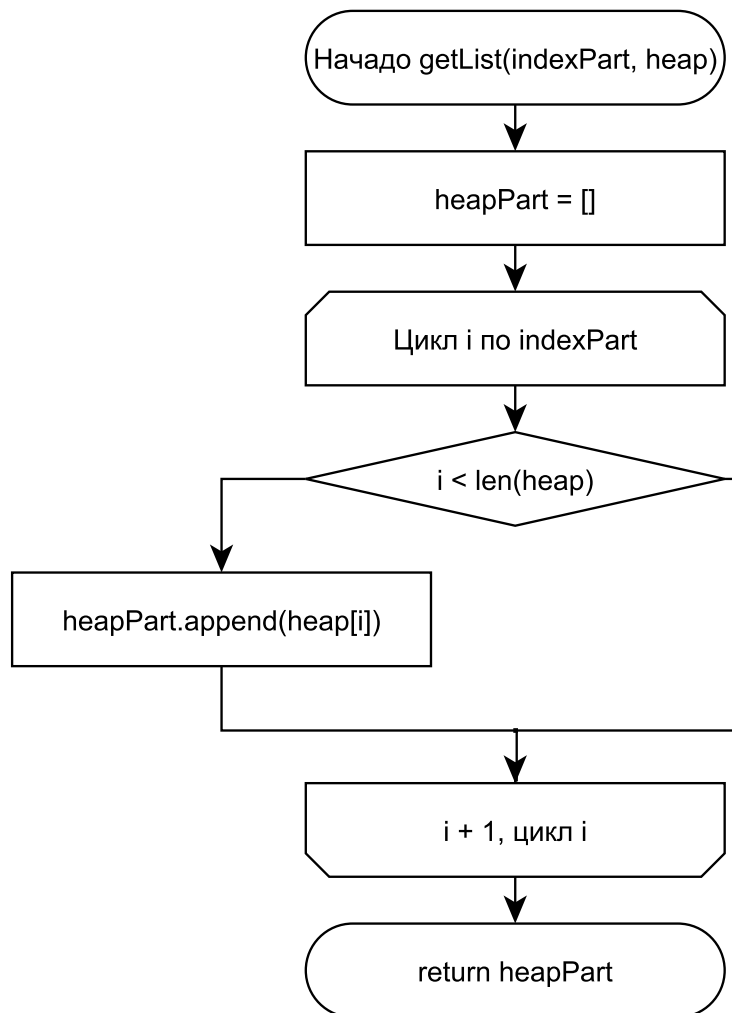 Начадо getList(indexPart, heap)
heapPart = []
Цикл i по indexPart
i < len(heap)
heapPart.append(heap[i])
i + 1, цикл i
return heapPart